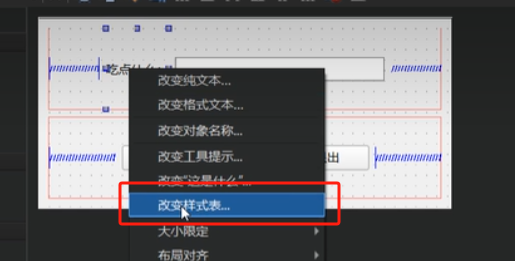 吃点什么：
改变纯文本...
改变格式文本...
改变对象名称...
改变工具提示...
改变“这是什么”...
出
改变样式表...
大小限定
布局对齐